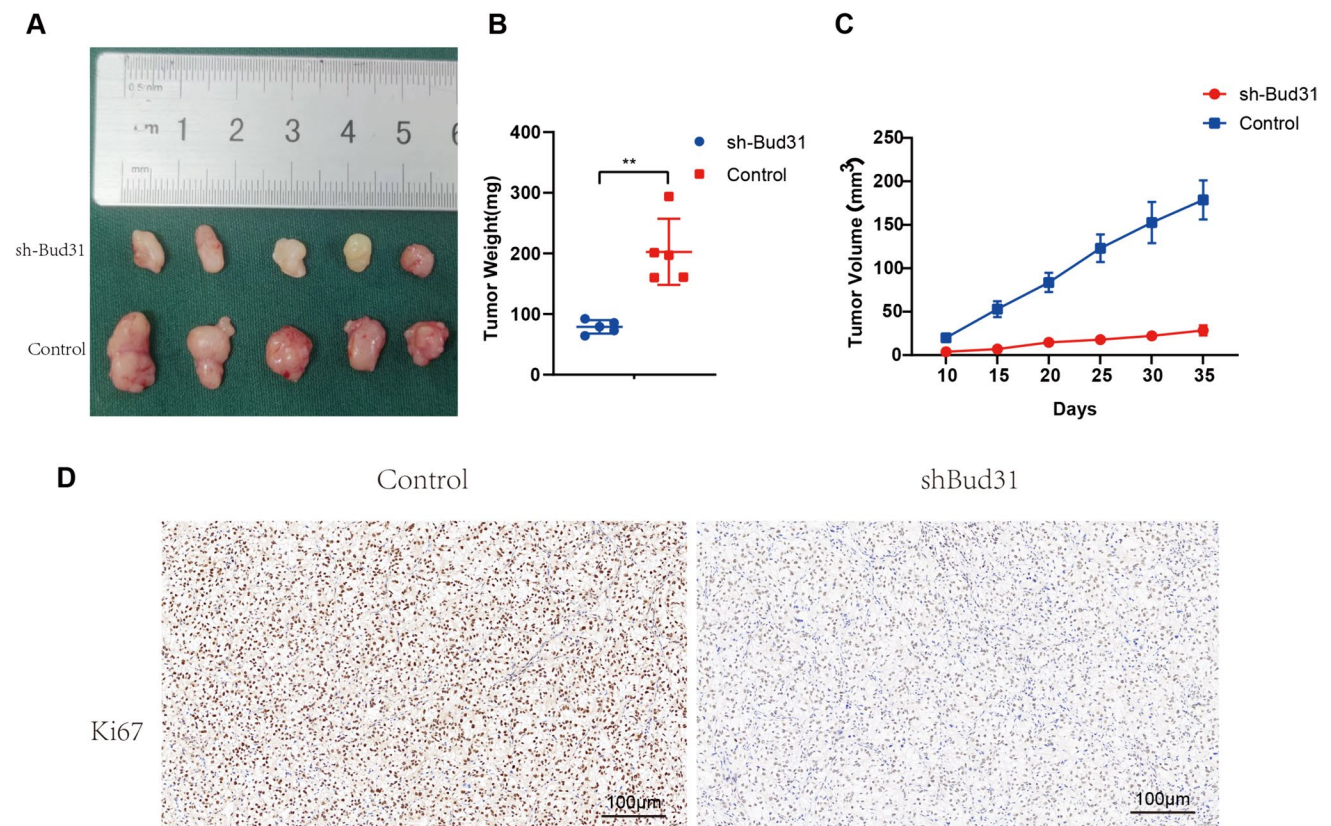 A
0.5mm
cm 1 2 3 4 5 6
mm
sh-Bud31
Control
B
400
300
200
100
0
Tumor Weight(mg)
**
sh-Bud31
Control
C
sh-Bud31
Control
250
200
150
100
50
0
Tumor Volume (mm³)
10 15 20 25 30 35
Days
D
Control
shBud31
Ki67
100μm
100μm